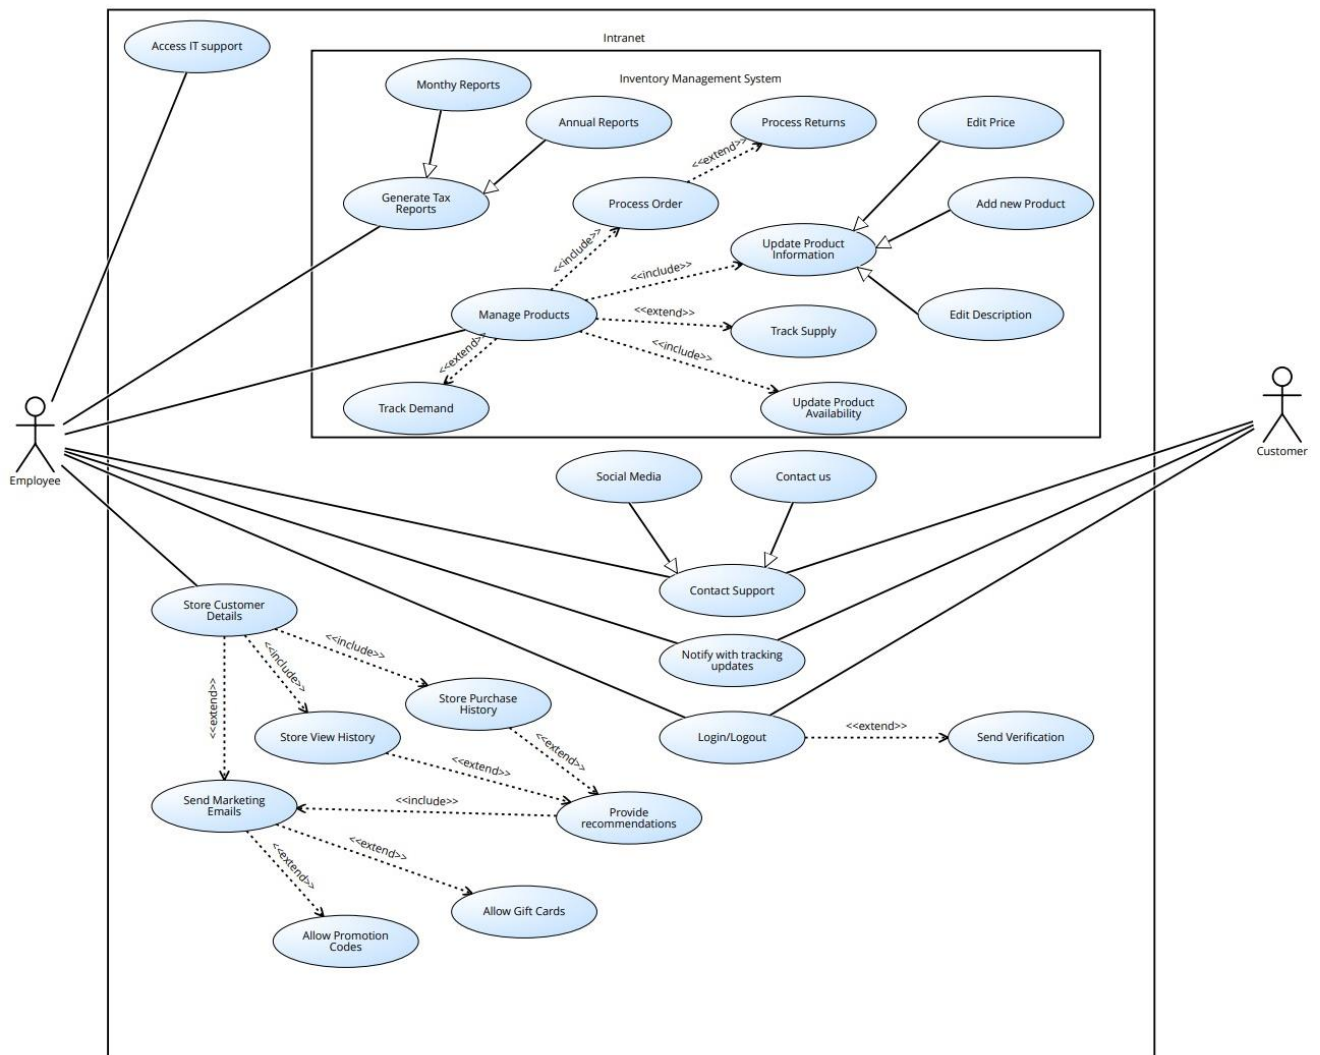 Access IT support
Intranet
Inventory Management System
Monthy Reports
Annual Reports
Process Returns
Edit Price
<<extend>>
Generate Tax
Reports
Process Order
Add new Product
Update Product
Information
<<include>>
<<include>>
Manage Products
<<extend>>
Track Supply
Edit Description
<<extend>>
<<include>>
Track Demand
Update Product
Availability
Employee
Customer
Social Media
Contact us
Contact Support
Store Customer
Details
Notify with tracking
updates
<<include>>
<<include>>
<<extend>>
Store Purchase
History
Store View History
Login/Logout
<<extend>>
Send Verification
<<extend>>
<<extend>>
Send Marketing
Emails
<<include>>
Provide
recommendations
<<extend>>
<<extend>>
Allow Gift Cards
Allow Promotion
Codes